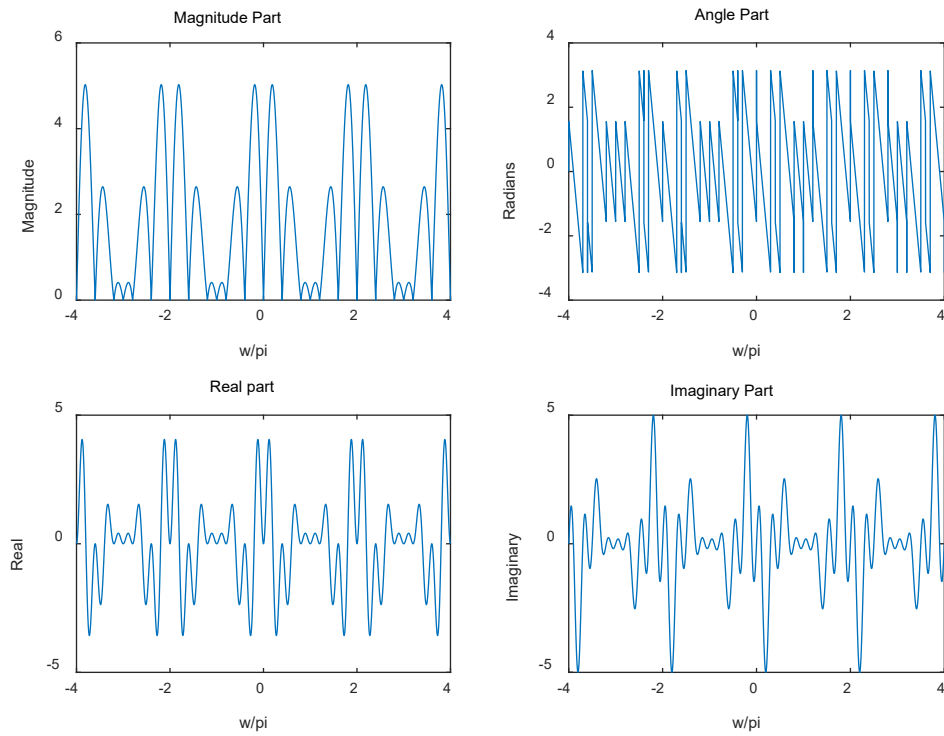 Magnitude Part
6
4
2
0
Magnitude
-4 -2 0 2 4
w/pi
Angle Part
4
2
0
-2
-4
Radians
-4 -2 0 2 4
w/pi
Real part
5
0
-5
Real
-4 -2 0 2 4
w/pi
Imaginary Part
5
0
-5
Imaginary
-4 -2 0 2 4
w/pi